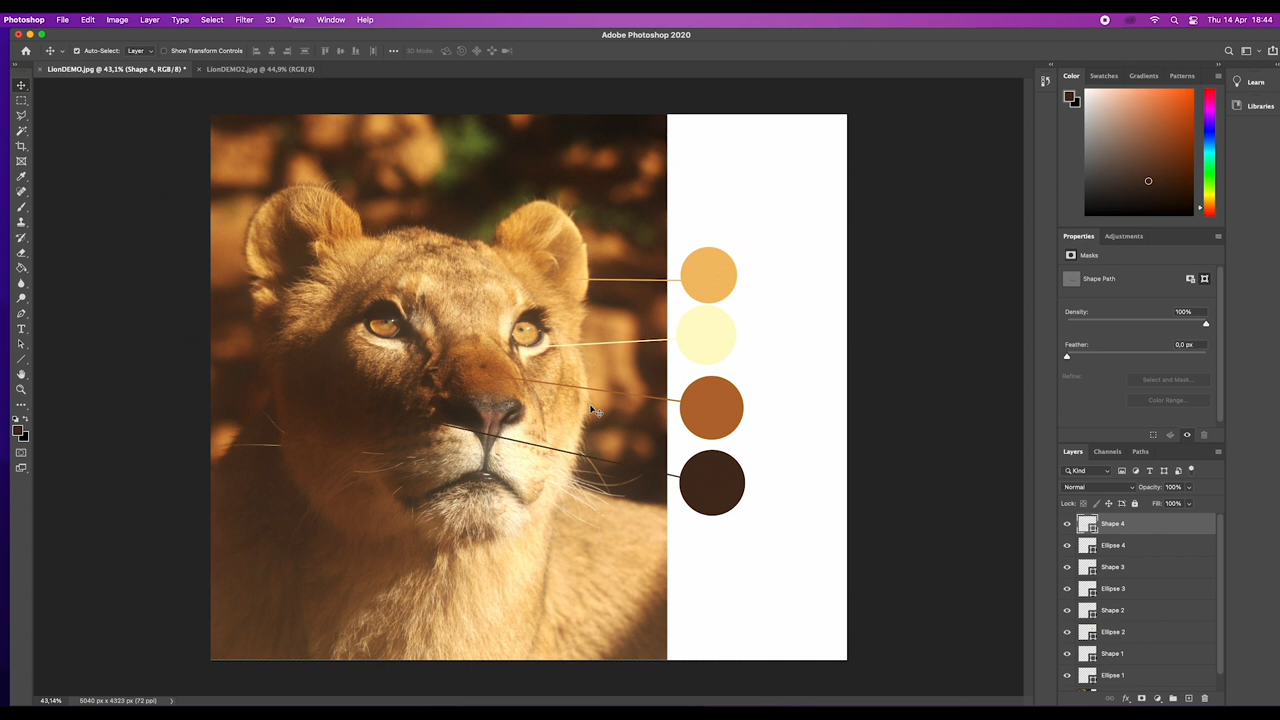 Photoshop File Edit Image Layer Type Select Filter 3D View Window Help Thu 14 Apr 18:44
Adobe Photoshop 2020
Auto-Select: Layer Show Transform Controls 3D Mode:
LionDEMO.jpg @ 43,1% (Shape 4, RGB/8) * LionDEMO2.jpg @ 44,9% (RGB/8)
Color Swatches Gradients Patterns
Learn
Libraries
Properties Adjustments
Masks
Shape Path
Density: 100%
Feather: 0,0 px
Refine: Select and Mask...
Color Range...
Layers Channels Paths
Kind
Normal Opacity: 100%
Lock: Fill: 100%
Shape 4
Ellipse 4
Shape 3
Ellipse 3
Shape 2
Ellipse 2
Shape 1
Ellipse 1
43,14% 5040 px x 4323 px (72 ppi)